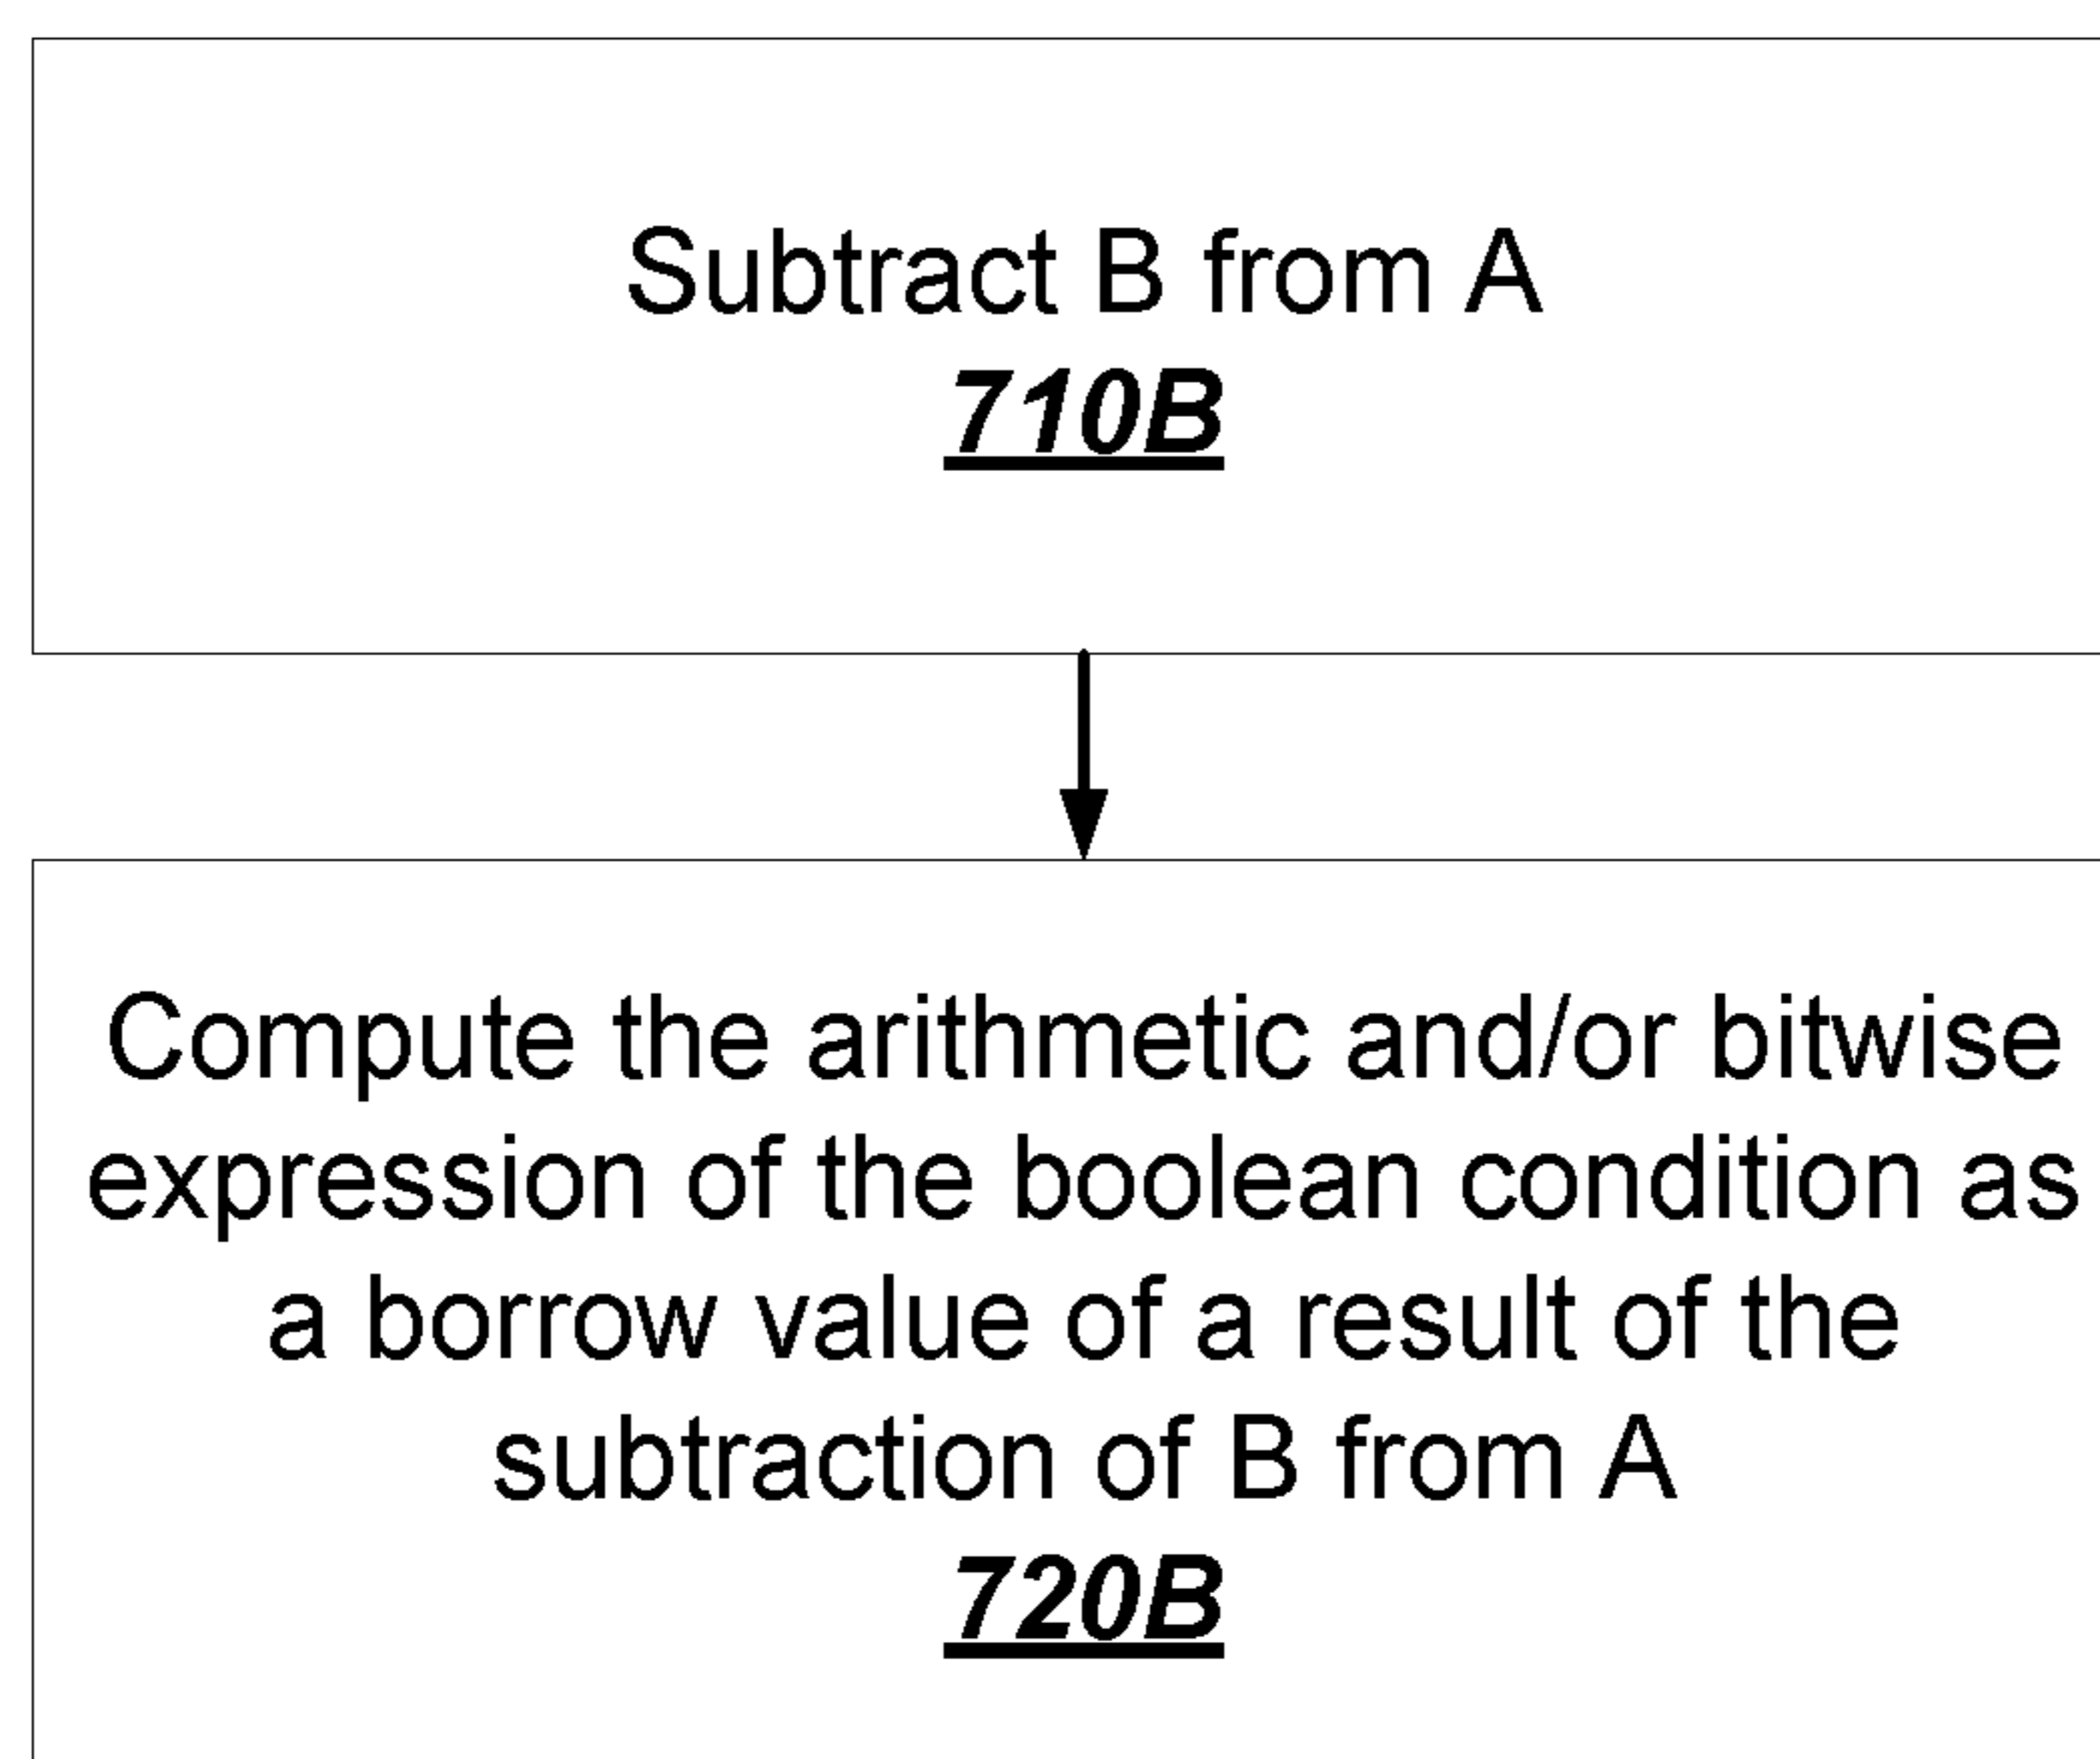 Subtract B from A
710B
Compute the arithmetic and/or bitwise
expression of the boolean condition as
a borrow value of a result of the
subtraction of B from A
720B